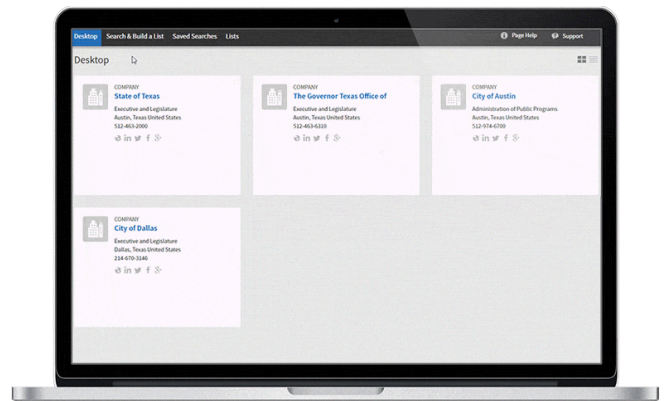 Desktop Search & Build a List Saved Searches Lists Page Help Support
Desktop
COMPANY
State of Texas
Executive and Legislature
Austin, Texas United States
512-463-2000
COMPANY
The Governor Texas Office of
Executive and Legislature
Austin, Texas United States
512-463-6310
COMPANY
City of Austin
Administration of Public Programs
Austin, Texas United States
512-974-6700
COMPANY
City of Dallas
Executive and Legislature
Dallas, Texas United States
214-670-3146